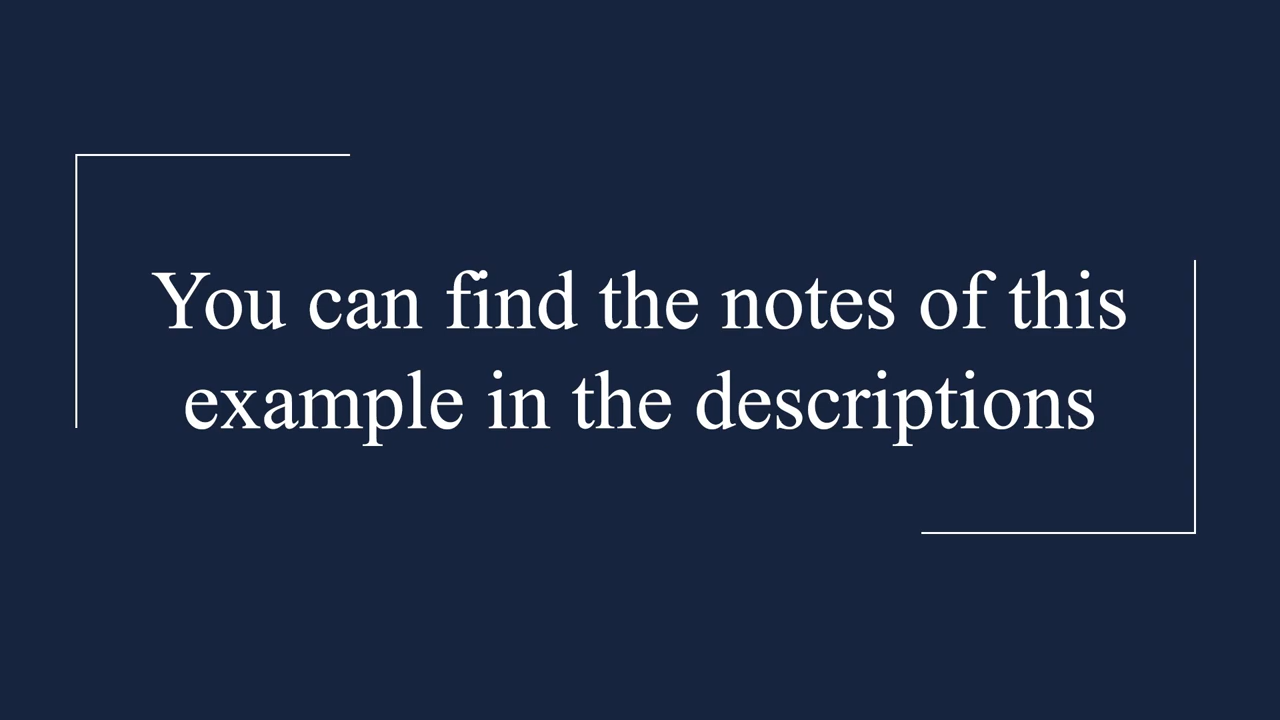 You can find the notes of this
example in the descriptions